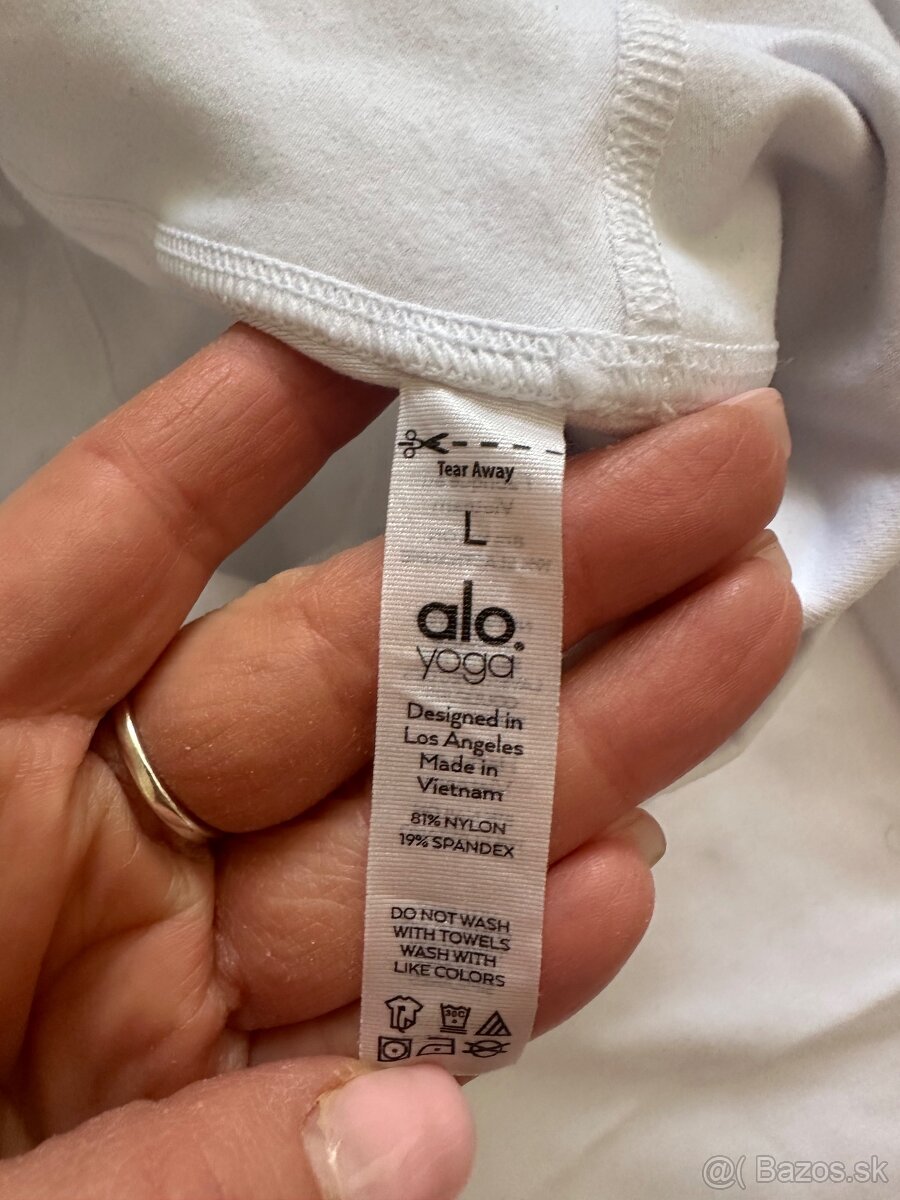 Tear Away
L
alo®
yoga
Designed in
Los Angeles
Made in
Vietnam
81% NYLON
19% SPANDEX
DO NOT WASH
WITH TOWELS
WASH WITH
LIKE COLORS
30C
@( Bazos.sk